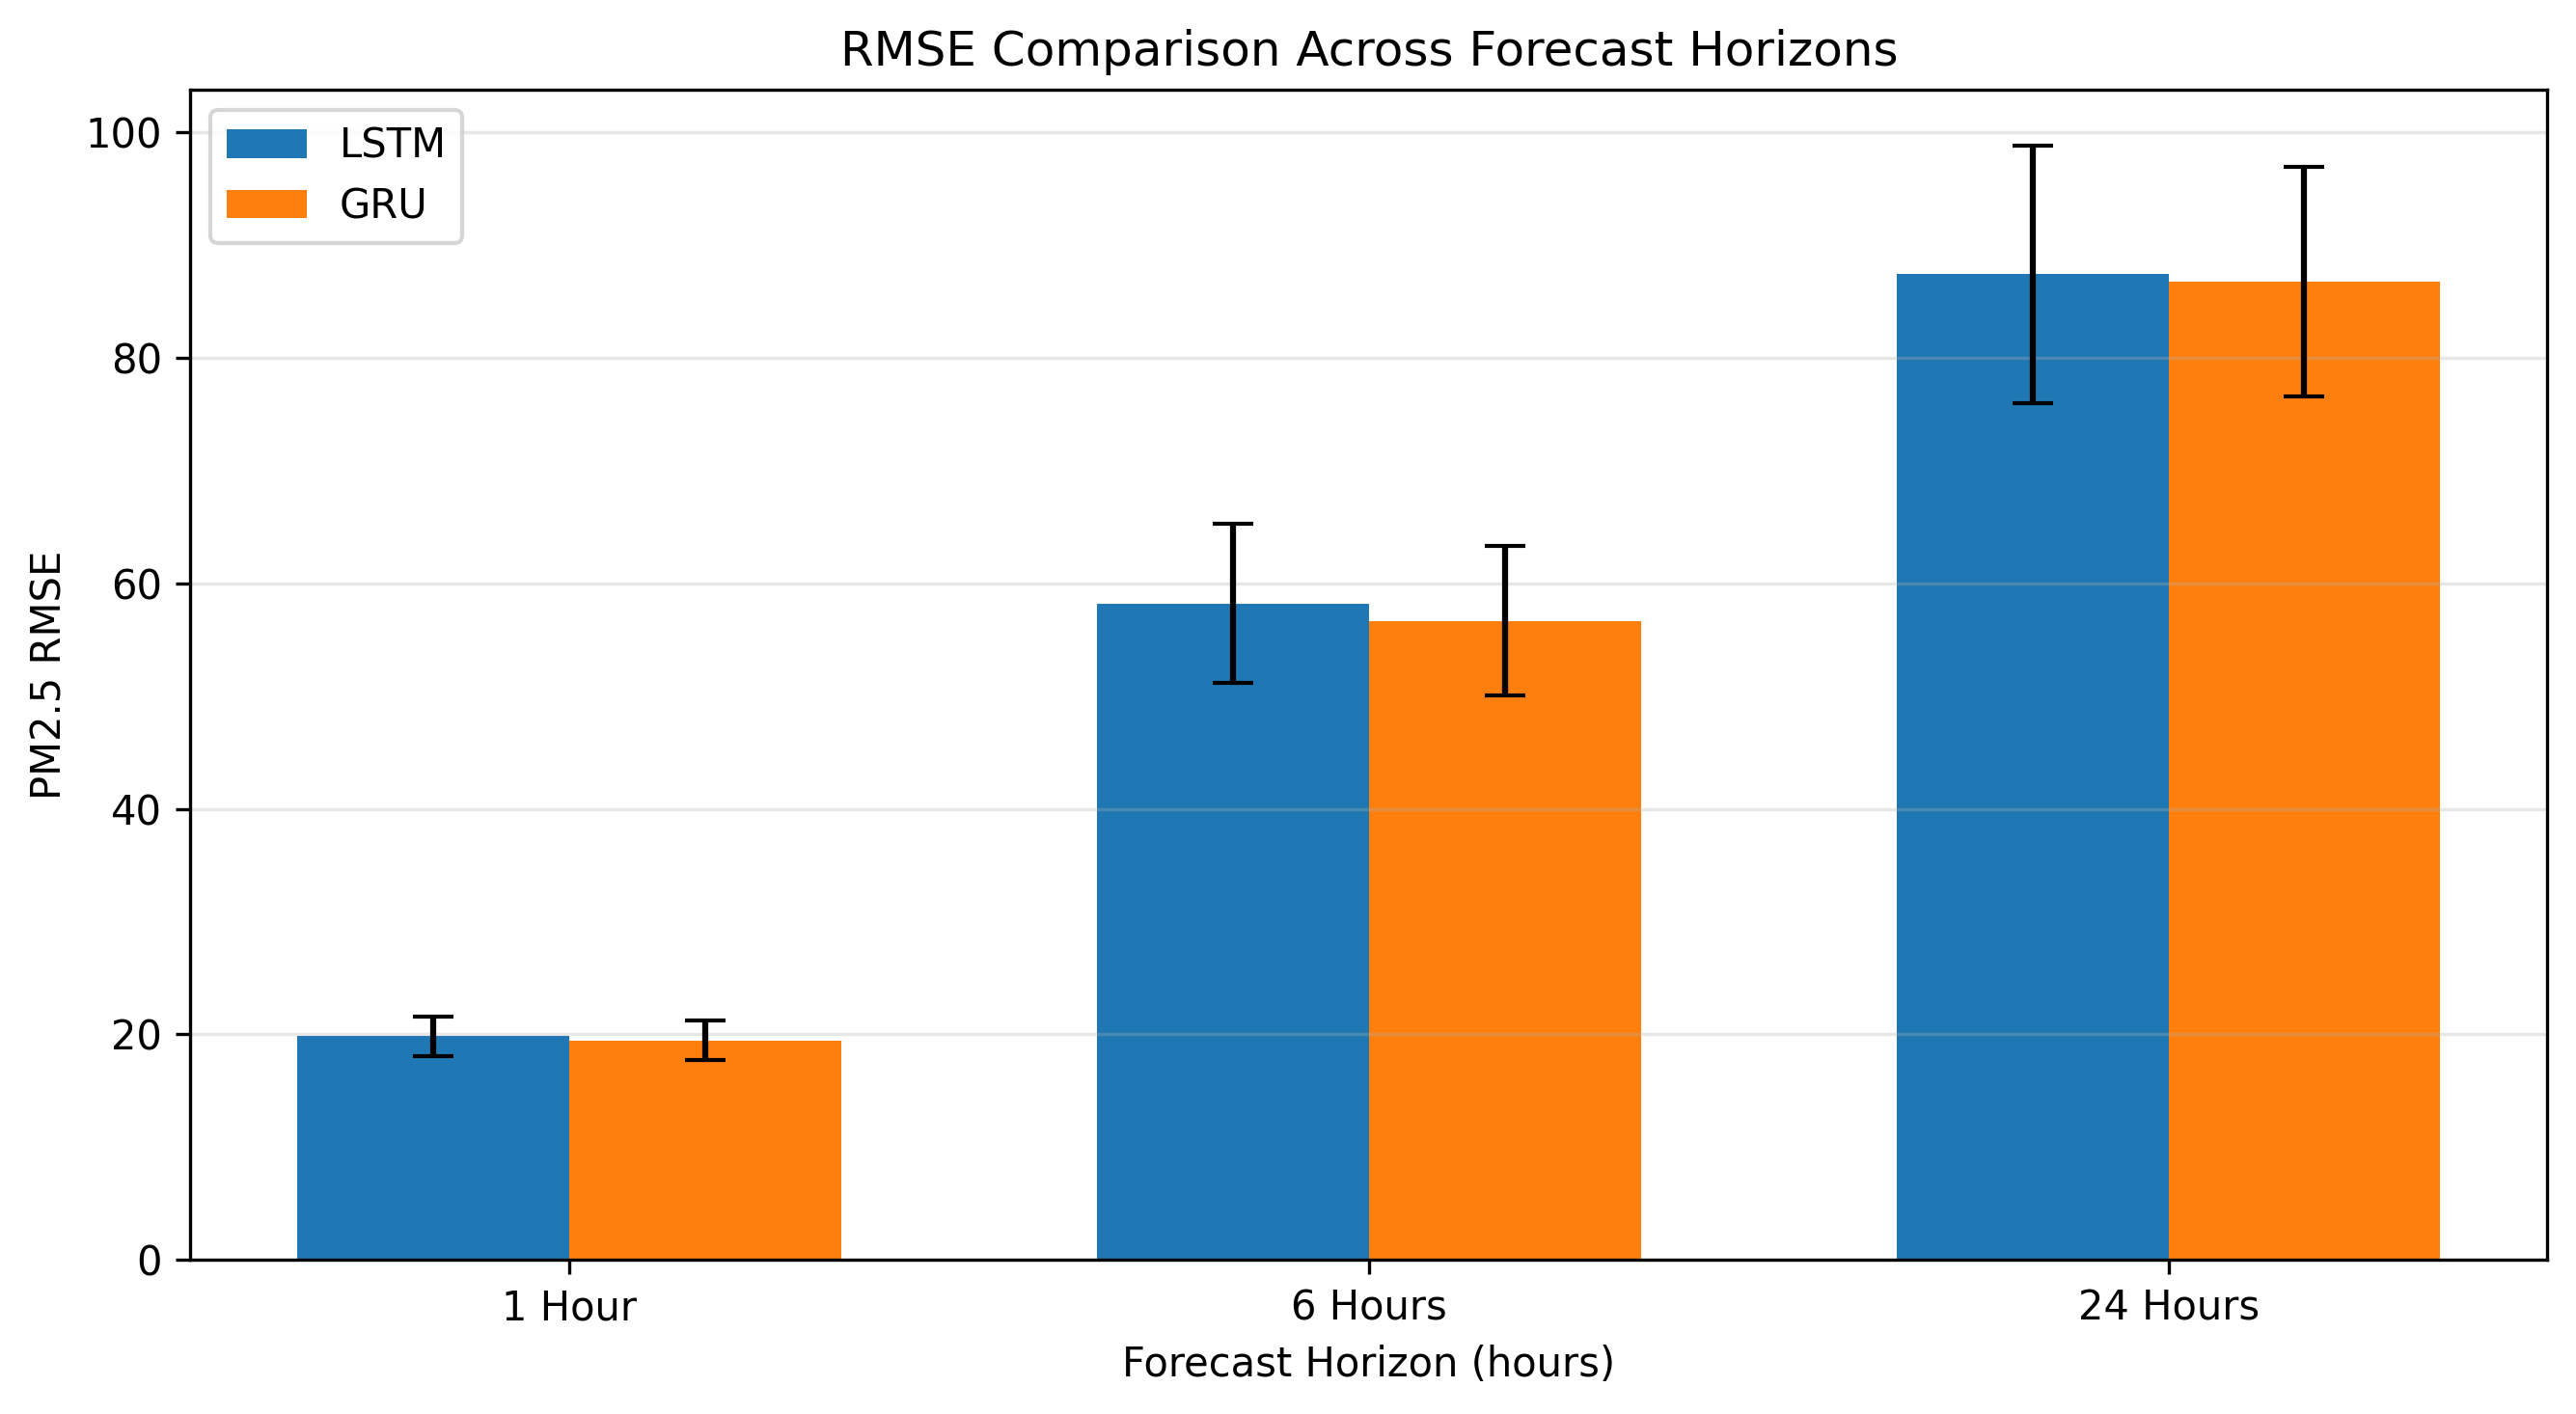 RMSE Comparison Across Forecast Horizons
LSTM
GRU
PM2.5 RMSE
100
80
60
40
20
0
1 Hour
6 Hours
24 Hours
Forecast Horizon (hours)